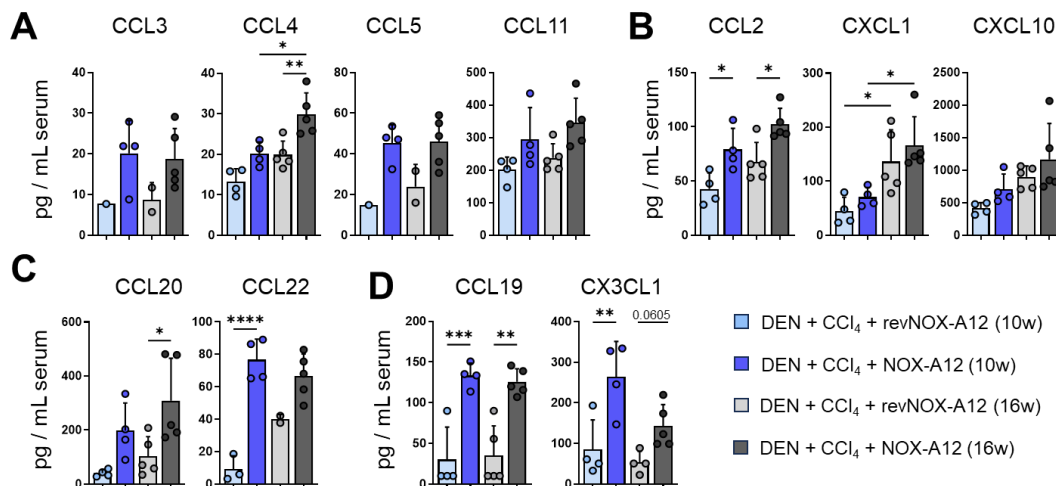 A
CCL3 CCL4 CCL5 CCL11
pg / mL serum
40 30 20 10 0
40 30 20 10 0
* **
80 60 40 20 0
500 400 300 200 100 0
B
CCL2 CXCL1 CXCL10
pg / mL serum
150 100 50 0
* *
300 200 100 0
* *
2500 2000 1500 1000 500 0
C
CCL20 CCL22
pg / mL serum
600 400 200 0
*
100 80 60 40 20 0
****
D
CCL19 CX3CL1
200 150 100 50 0
*** **
400 300 200 100 0
** 0.0605
DEN + CCl₄ + revNOX-A12 (10w)
DEN + CCl₄ + NOX-A12 (10w)
DEN + CCl₄ + revNOX-A12 (16w)
DEN + CCl₄ + NOX-A12 (16w)